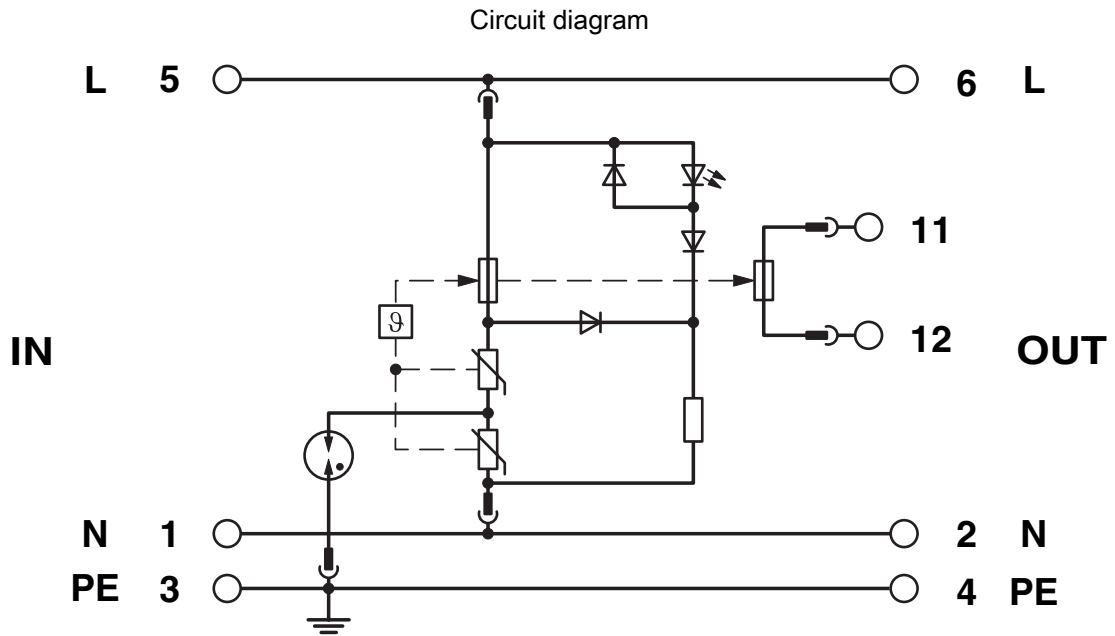 Circuit diagram
L 5 6 L
11
ϑ
12
IN OUT
N 1 2 N
PE 3 4 PE